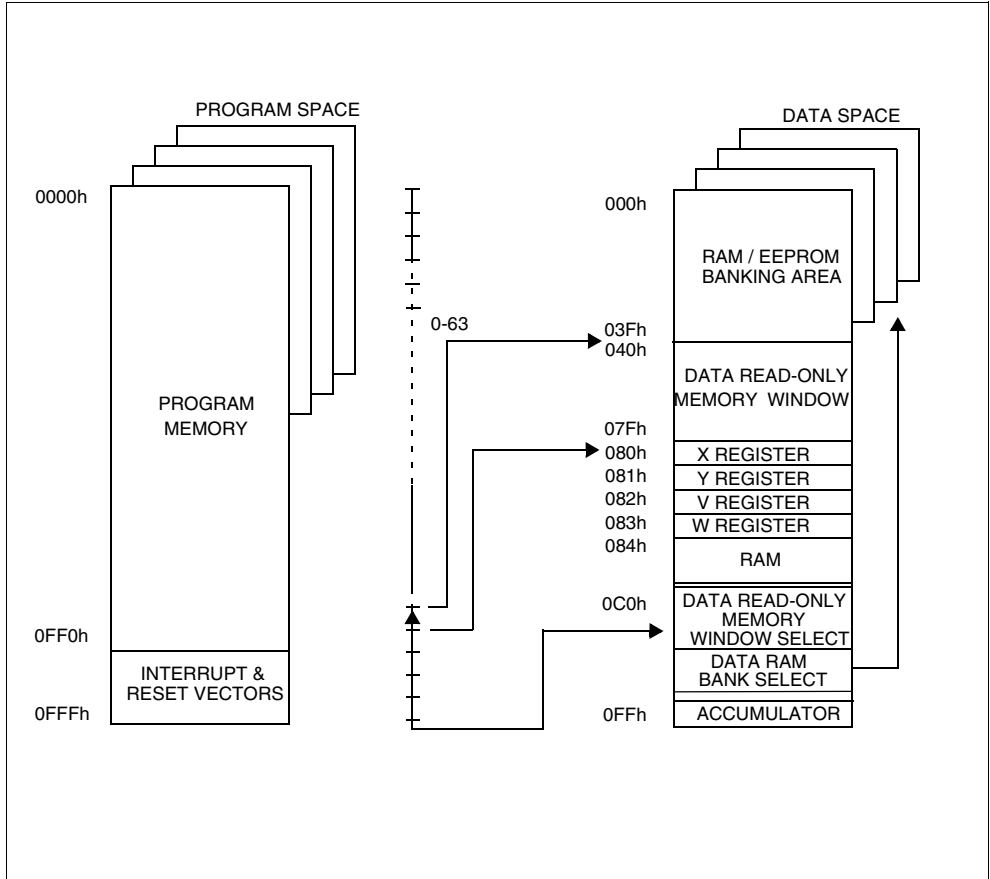 PROGRAM SPACE
0000h
PROGRAM
MEMORY
0FF0h
INTERRUPT &
RESET VECTORS
0FFFh
0-63
DATA SPACE
000h
RAM / EEPROM
BANKING AREA
03Fh
040h
DATA READ-ONLY
MEMORY WINDOW
07Fh
080h
X REGISTER
081h
Y REGISTER
082h
V REGISTER
083h
W REGISTER
084h
RAM
0C0h
DATA READ-ONLY
MEMORY
WINDOW SELECT
DATA RAM
BANK SELECT
0FFh
ACCUMULATOR